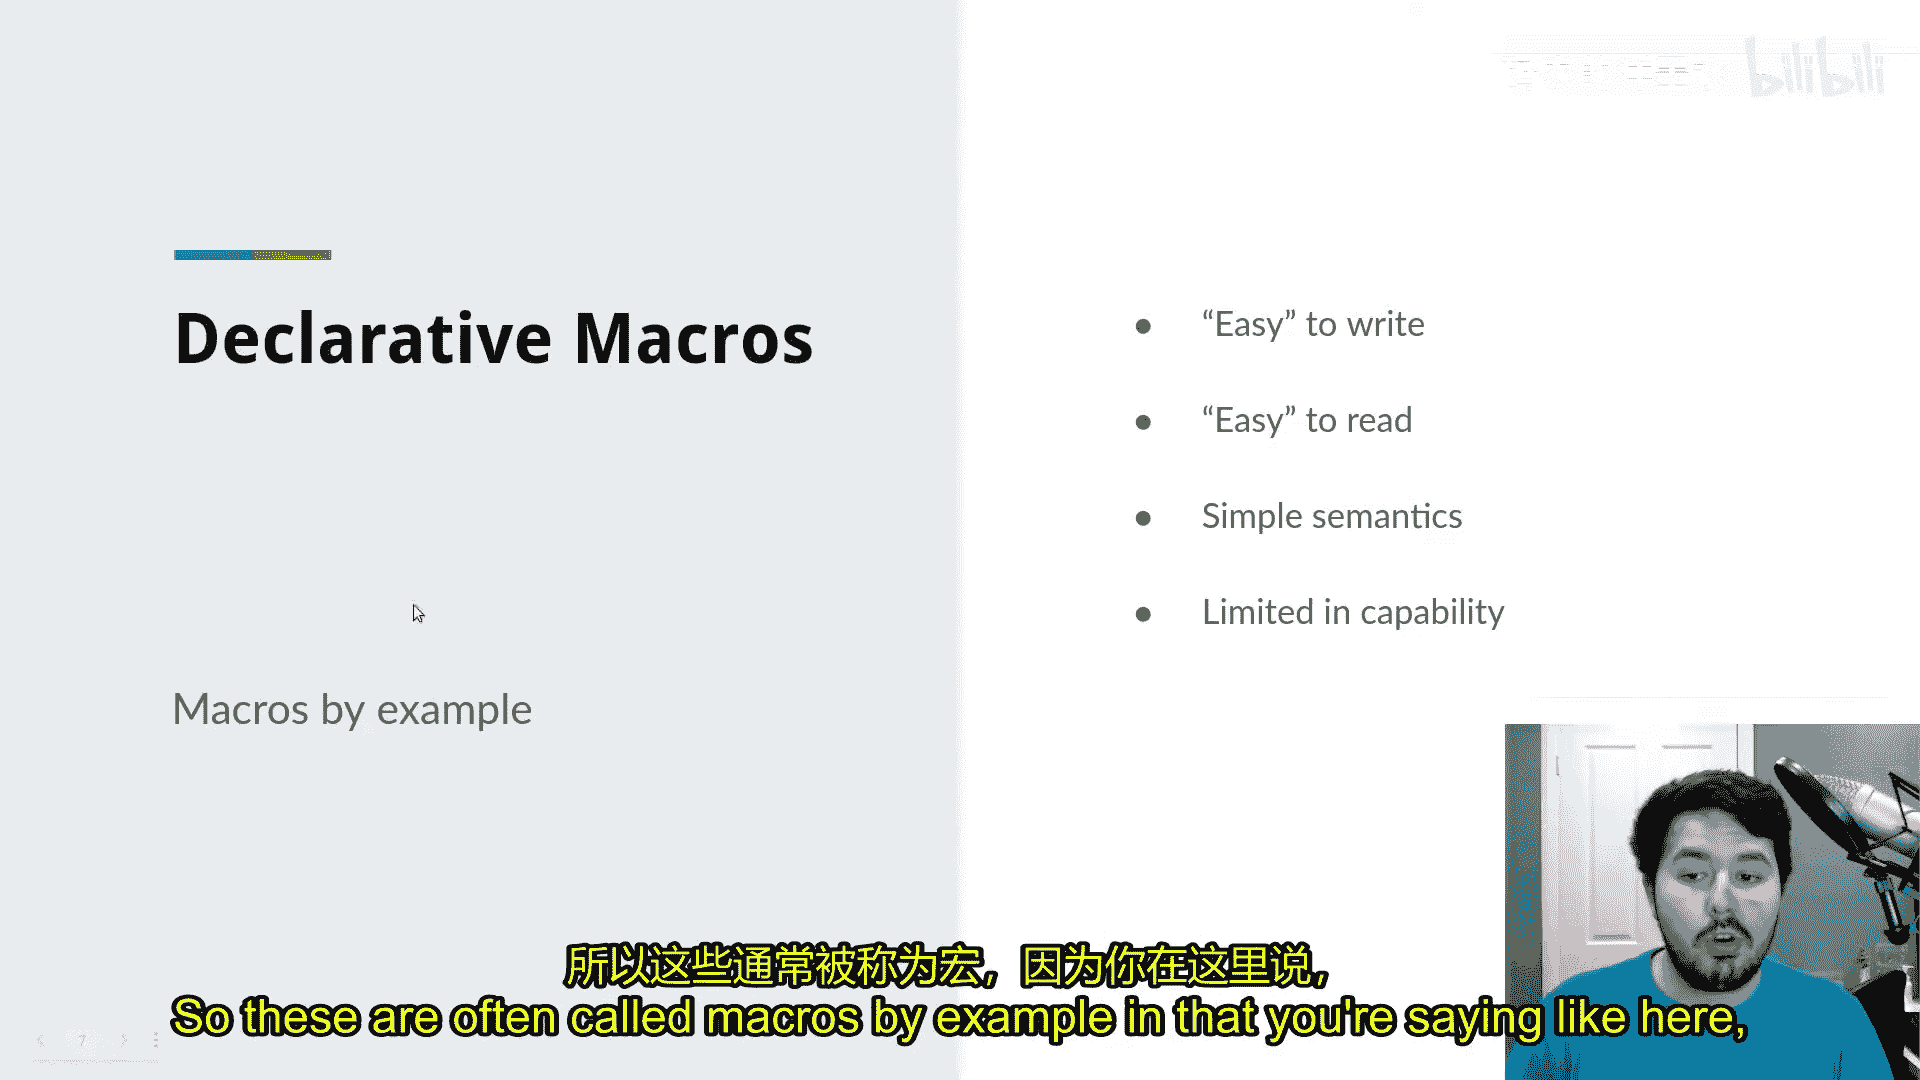 bilibili
Declarative Macros
Macros by example
● “Easy” to write
● “Easy” to read
● Simple semantics
● Limited in capability
所以这些通常被称为宏，因为你在这里说，
So these are often called macros by example in that you're saying like here,
7